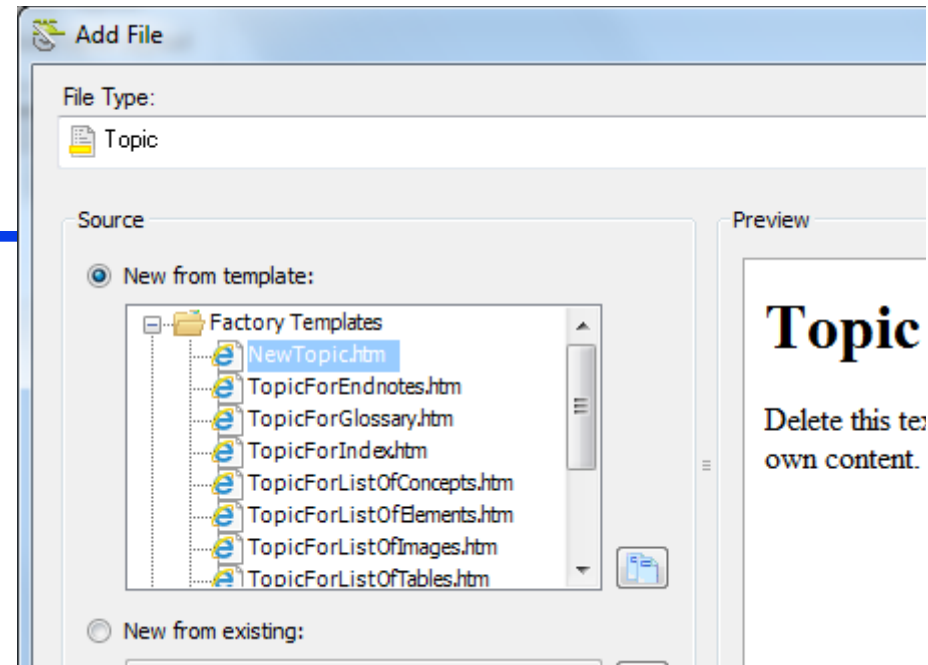 Add File
File Type:
Topic
Source
New from template:
Factory Templates
NewTopic.htm
TopicForEndnotes.htm
TopicForGlossary.htm
TopicForIndex.htm
TopicForListOfConcepts.htm
TopicForListOfElements.htm
TopicForListOfImages.htm
TopicForListOfTables.htm
New from existing:
Preview
Topic
Delete this
own content.